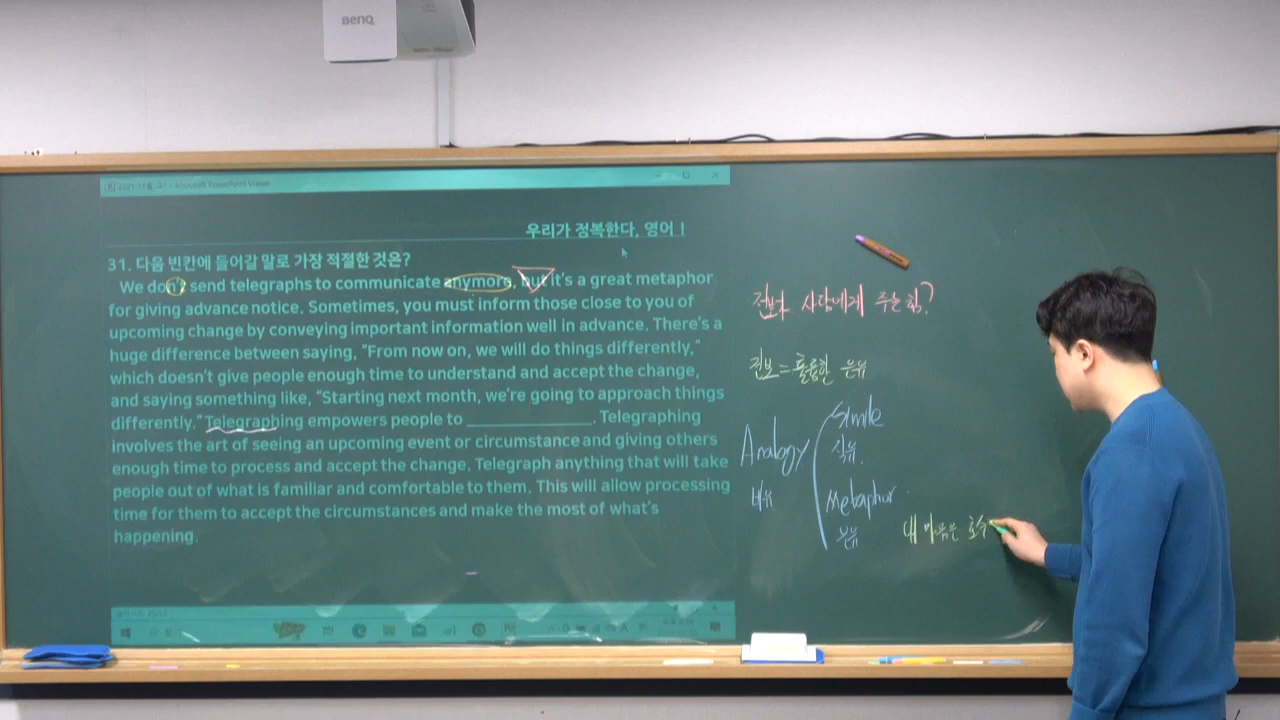 BenQ
2021 11월 고1 - Microsoft PowerPoint Viewer
우리가 정복한다, 영어 !
31. 다음 빈칸에 들어갈 말로 가장 적절한 것은?
We don't send telegraphs to communicate anymore, but it's a great metaphor
for giving advance notice. Sometimes, you must inform those close to you of
upcoming change by conveying important information well in advance. There's a
huge difference between saying, "From now on, we will do things differently,"
which doesn't give people enough time to understand and accept the change,
and saying something like, "Starting next month, we're going to approach things
differently." Telegraphing empowers people to ______________. Telegraphing
involves the art of seeing an upcoming event or circumstance and giving others
enough time to process and accept the change. Telegraph anything that will take
people out of what is familiar and comfortable to them. This will allow processing
time for them to accept the circumstances and make the most of what's
happening.
전보가 사람에게 주는 힘?
전보=훌륭한 은유
Analogy
비유
Simile
직유.
Metaphor
은유
내 마음은 호수